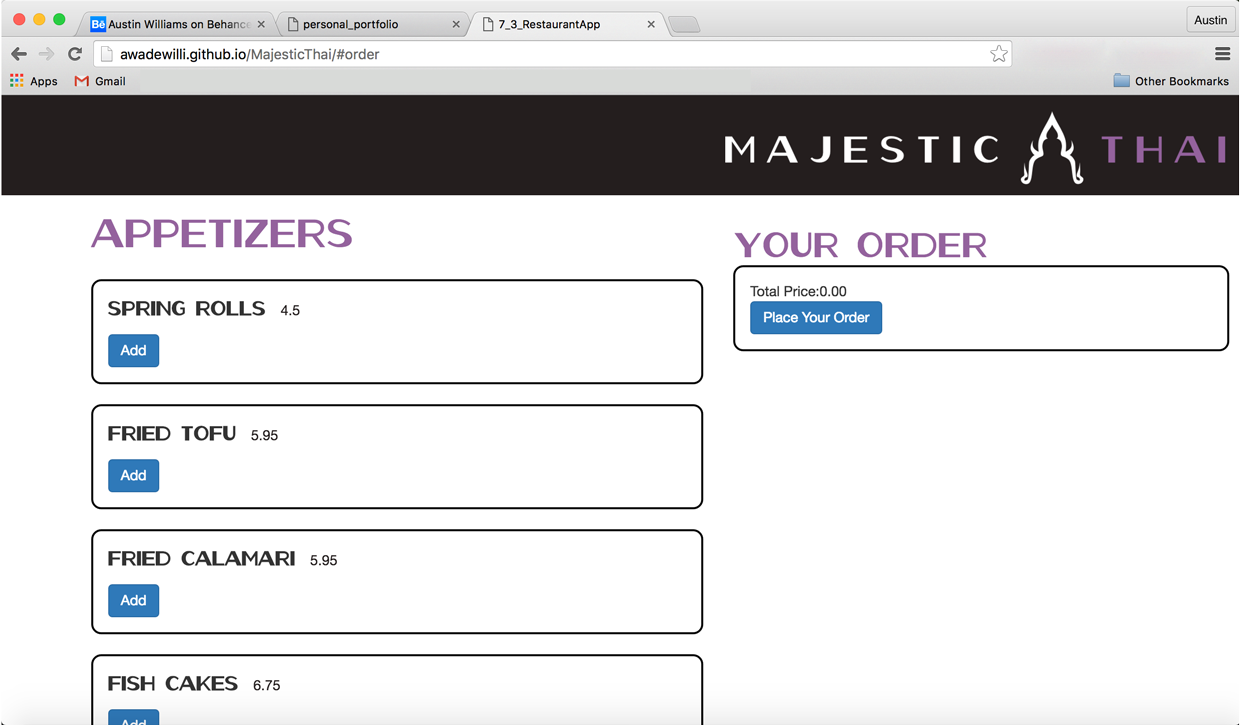 Bē Austin Williams on Behance
personal_portfolio
7_3_RestaurantApp
Austin
awadewilli.github.io/MajesticThai/#order
Apps
Gmail
Other Bookmarks
MAJESTIC THAI
APPETIZERS
SPRING ROLLS 4.5
Add
FRIED TOFU 5.95
Add
FRIED CALAMARI 5.95
Add
FISH CAKES 6.75
Add
YOUR ORDER
Total Price:0.00
Place Your Order